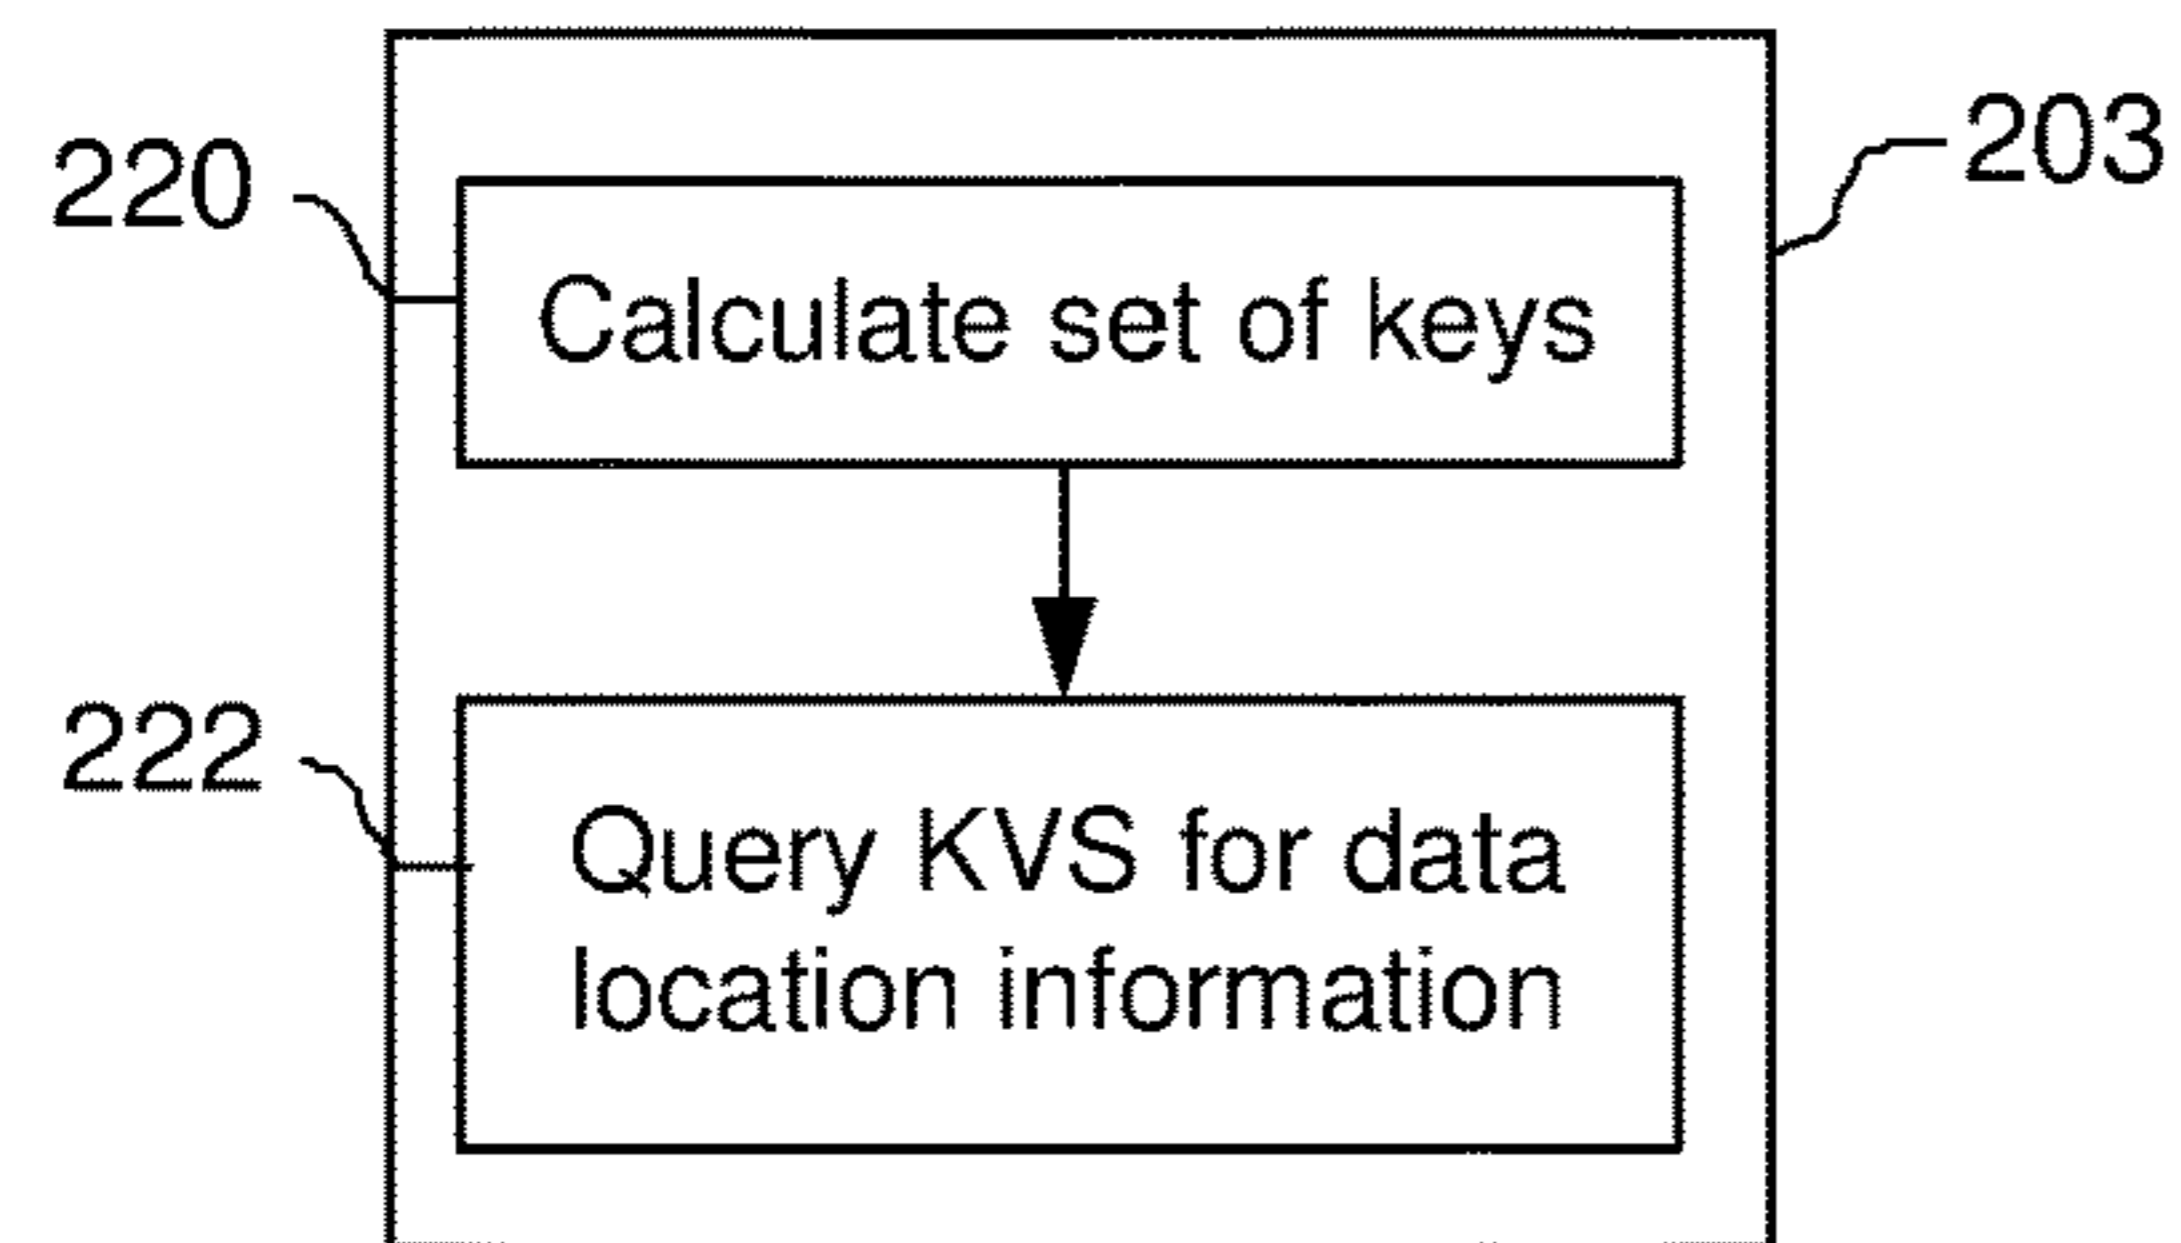 203
220
Calculate set of keys
222
Query KVS for data
location information